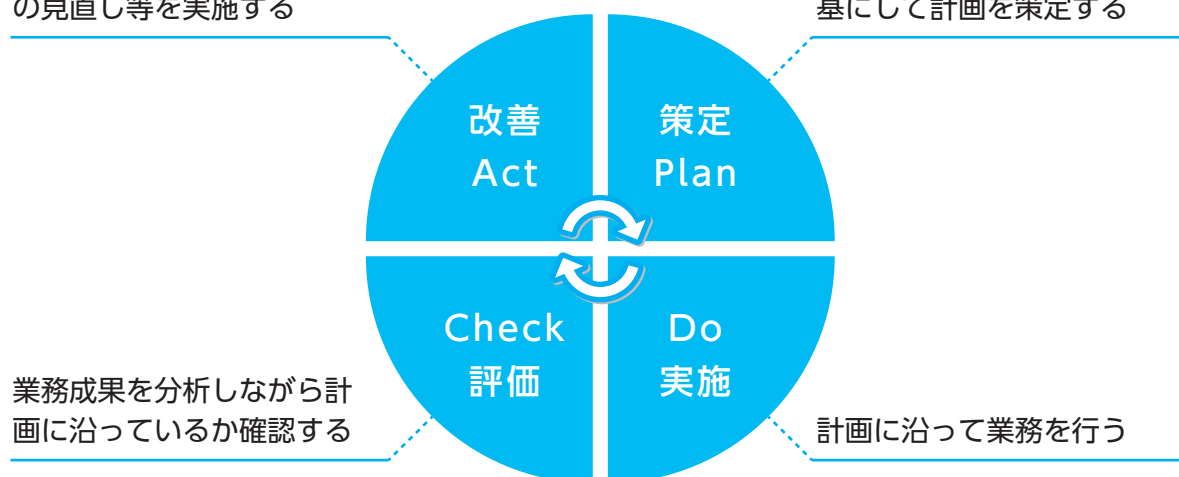 の見直し等を実施する
基にして計画を策定する
改善
Act
策定
Plan
Check
評価
Do
実施
業務成果を分析しながら計
画に沿っているか確認する
計画に沿って業務を行う